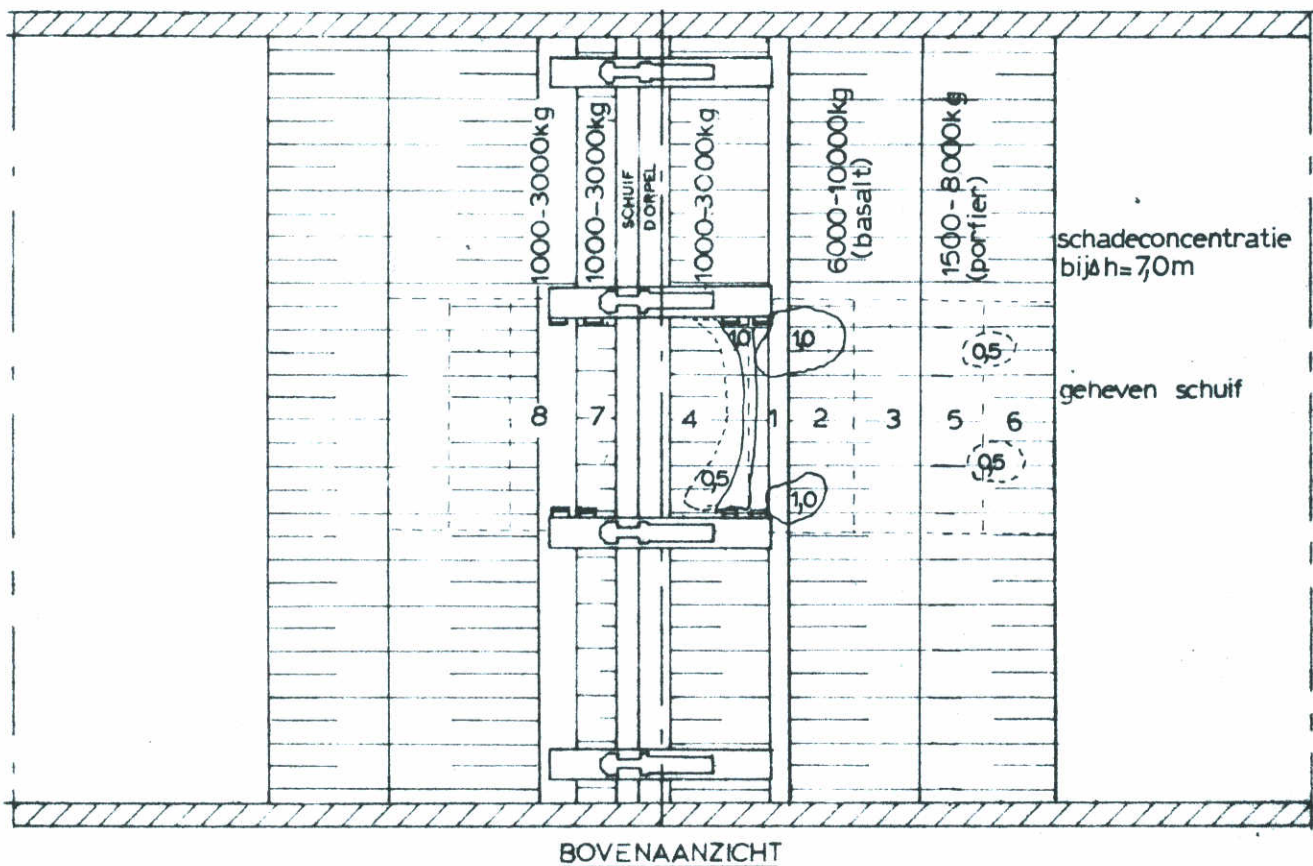 1000-3000kg
1000-3000kg
SCHUIF
DORPEL
1000-3000kg
6000-10000kg
(basalt)
1500-8000kg
(porfier)
schadeconcentratie
bijΔh=7,0m
1,0
1,0
0,5
geheven schuif
8
7
4
1
2
3
5
6
0,5
1,0
0,5
BOVENAANZICHT